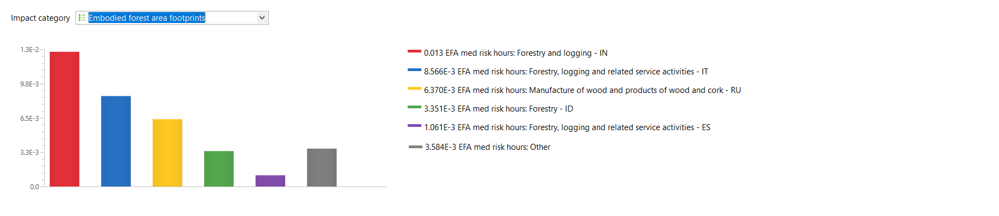 Impact category Embodied forest area footprints
1.3E-2
9.8E-3
6.5E-3
3.3E-3
0.0
0.013 EFA med risk hours: Forestry and logging - IN
8.566E-3 EFA med risk hours: Forestry, logging and related service activities - IT
6.370E-3 EFA med risk hours: Manufacture of wood and products of wood and cork - RU
3.351E-3 EFA med risk hours: Forestry - ID
1.061E-3 EFA med risk hours: Forestry, logging and related service activities - ES
3.584E-3 EFA med risk hours: Other